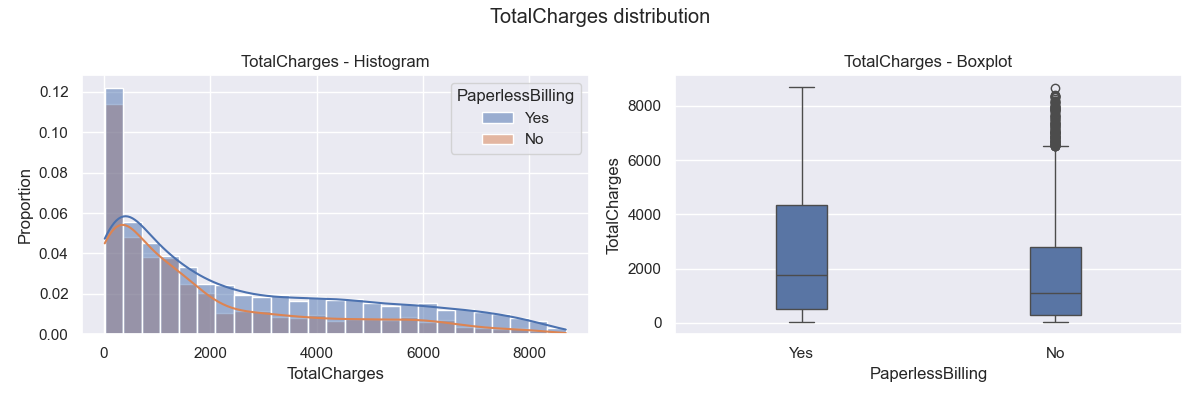 TotalCharges distribution
TotalCharges - Histogram
PaperlessBilling
Yes
No
0.12
0.10
0.08
0.06
0.04
0.02
0.00
Proportion
0
2000
4000
6000
8000
TotalCharges
TotalCharges - Boxplot
8000
6000
4000
2000
0
TotalCharges
Yes
No
PaperlessBilling